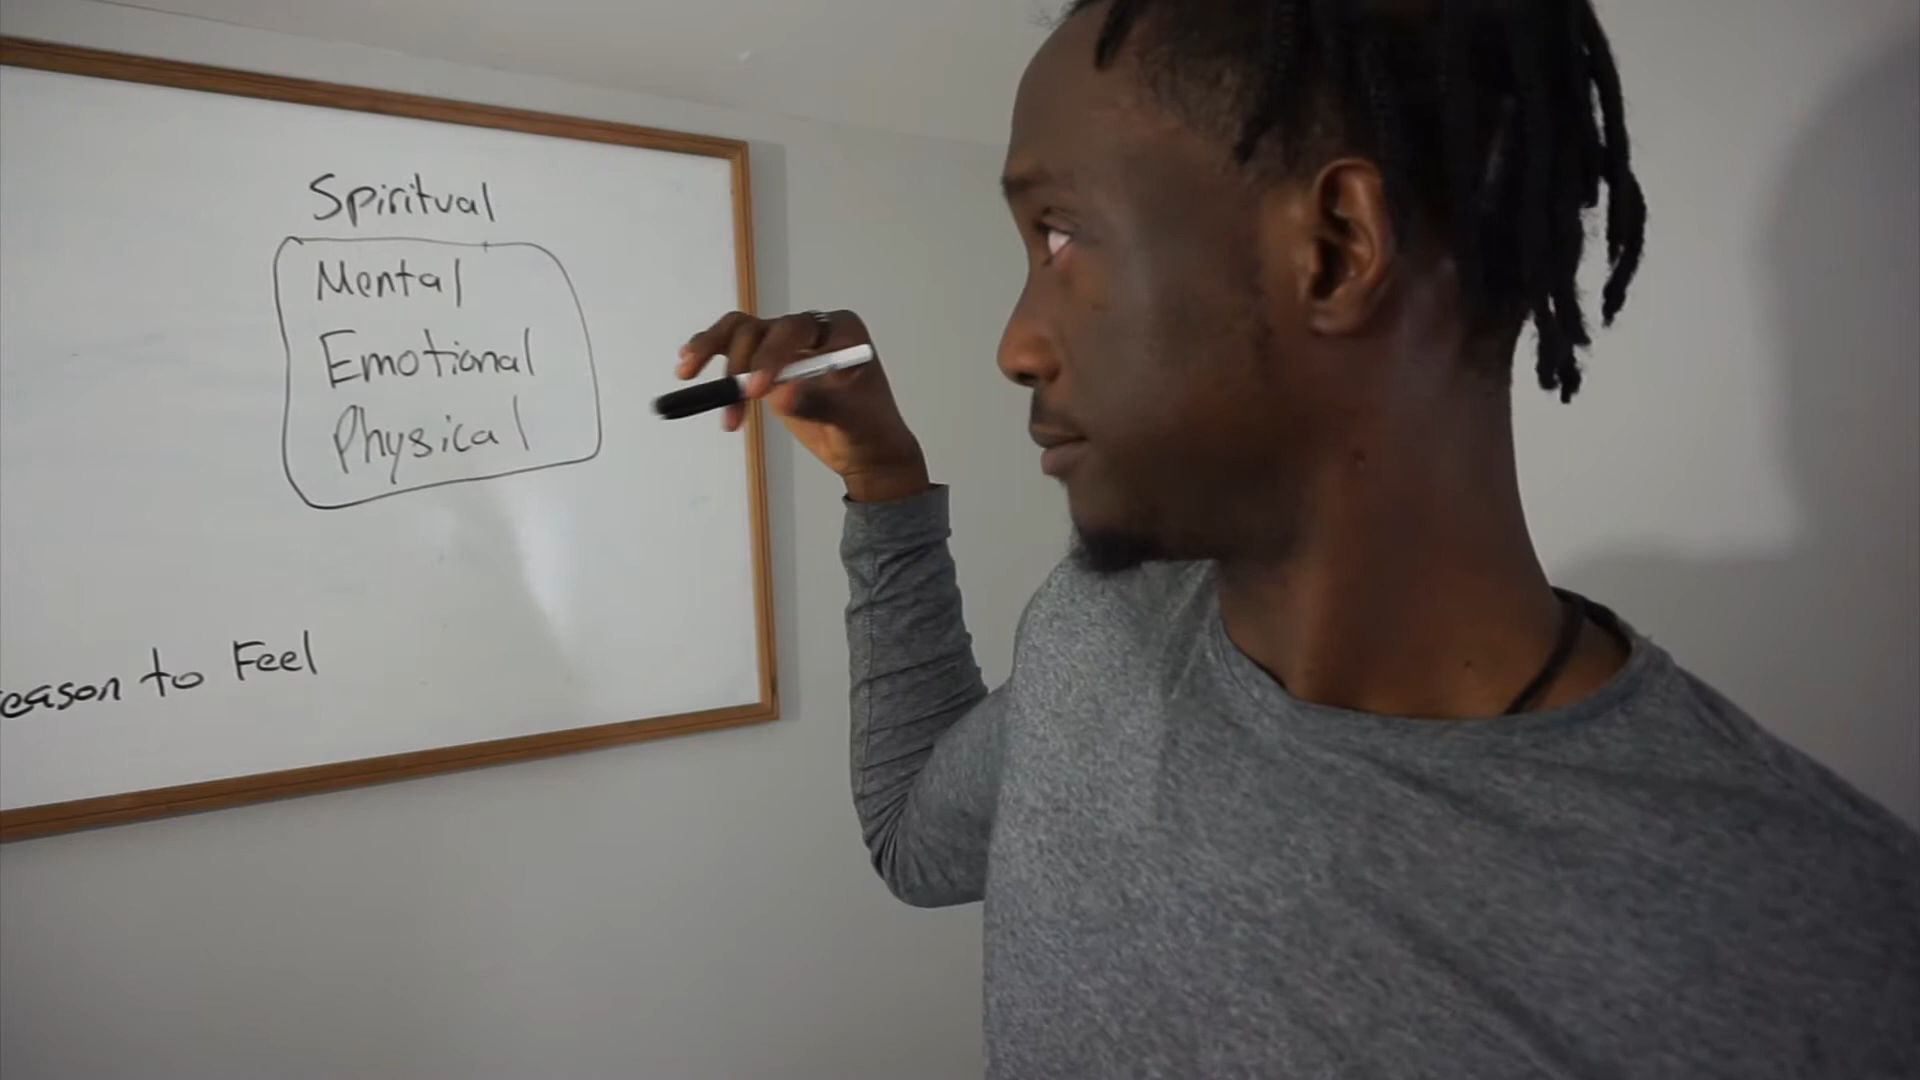 Spiritual
Mental
Emotional
Physical
eason to Feel